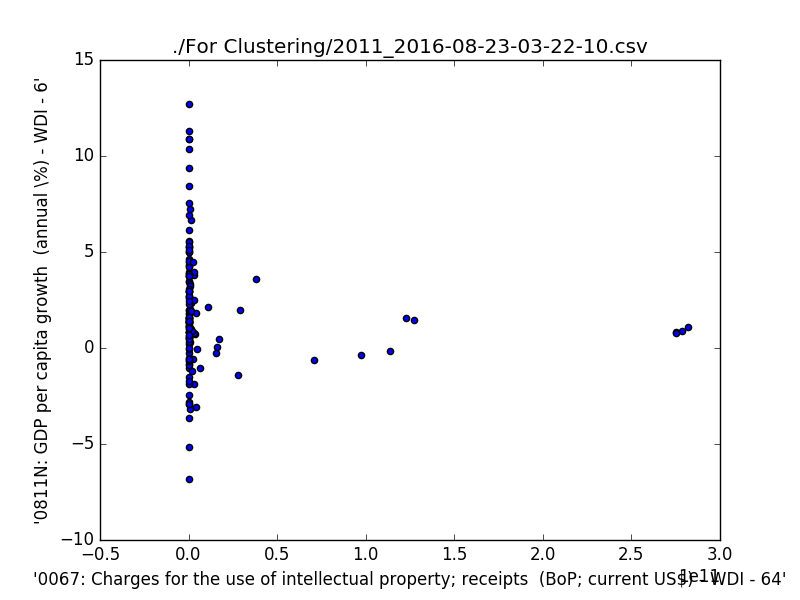 ./For Clustering/2011_2016-08-23-03-22-10.csv
'0811N: GDP per capita growth  (annual \%) - WDI - 6'
15
10
5
0
−5
−10
−0.5 0.0 0.5 1.0 1.5 2.0 2.5 3.0
1e11
'0067: Charges for the use of intellectual property; receipts  (BoP; current US$) - WDI - 64'